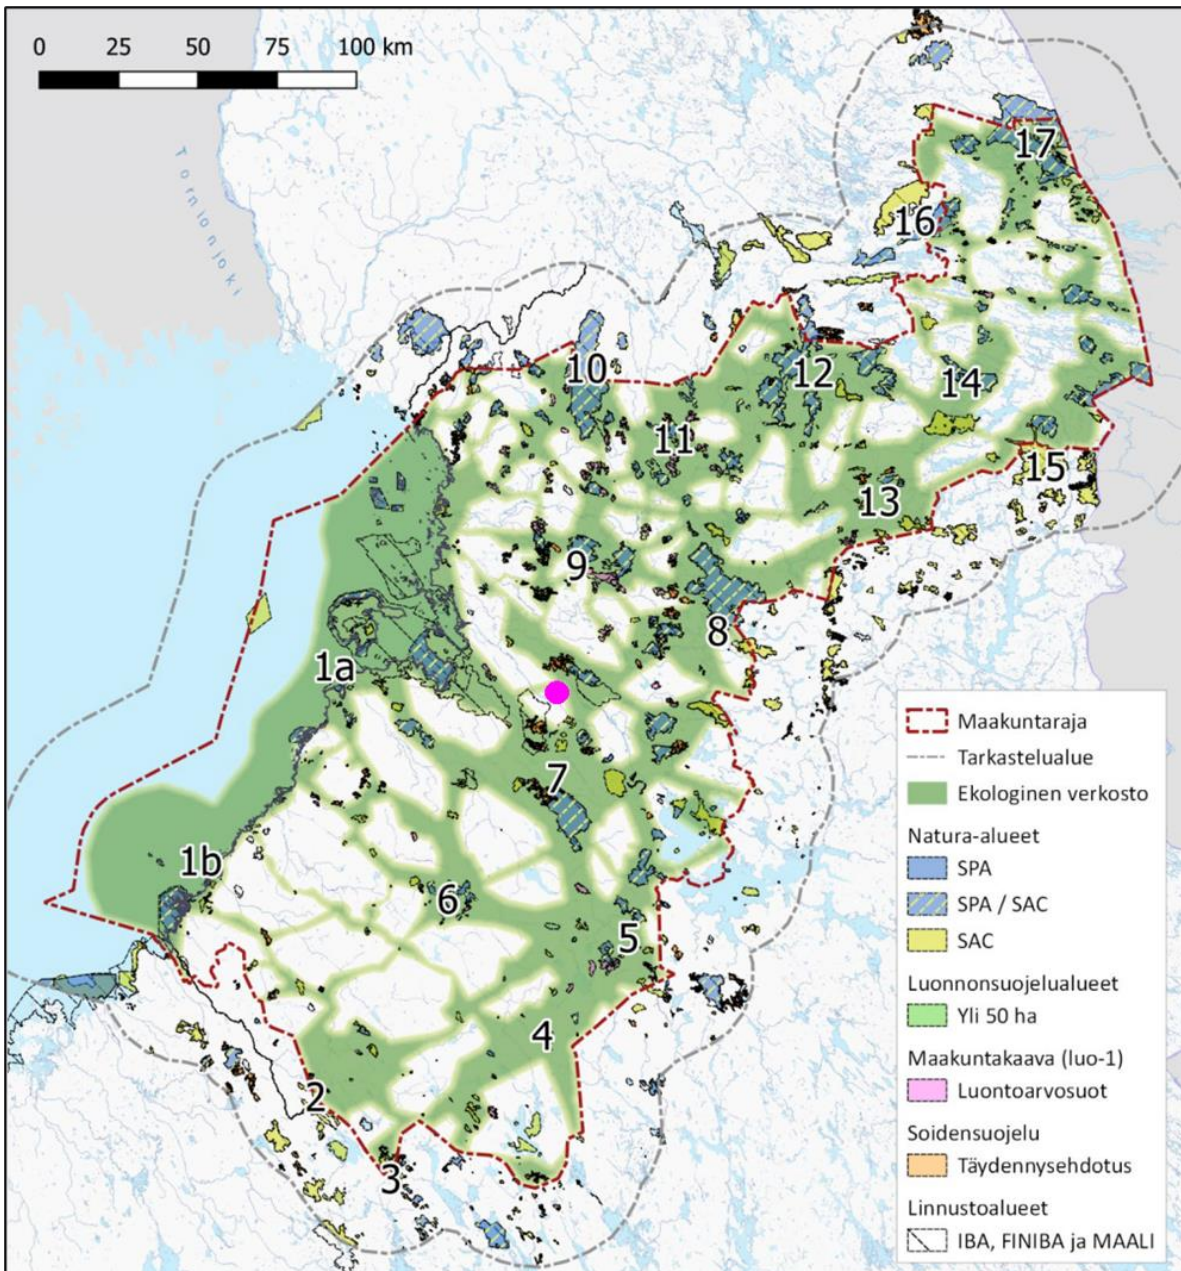 0 25 50 75 100 km
Tornionjoki
17
16
10
12
14
11
15
13
9
8
1a
7
1b
6
5
4
2
3
Maakuntaraja
Tarkastelualue
Ekologinen verkosto
Natura-alueet
SPA
SPA / SAC
SAC
Luonnonsuojelualueet
Yli 50 ha
Maakuntakaava (luo-1)
Luontoarvosuot
Soidensuojelu
Täydennysehdotus
Linnustoalueet
IBA, FINIBA ja MAALI